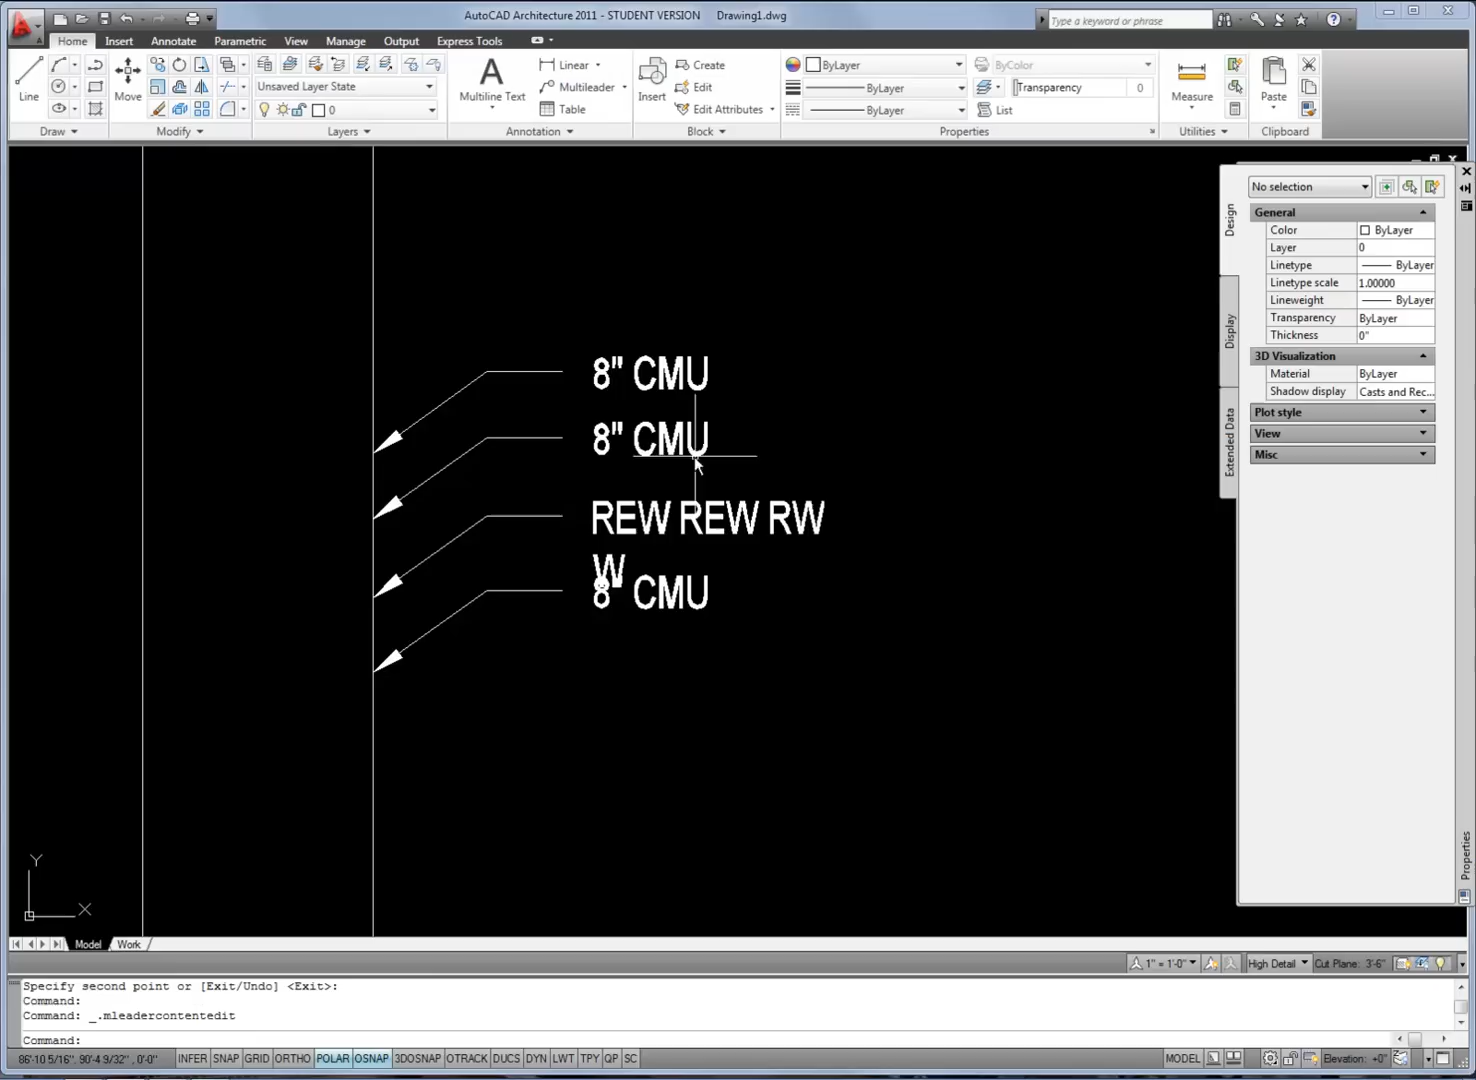 AutoCAD Architecture 2011 - STUDENT VERSION Drawing1.dwg
Type a keyword or phrase
Home Insert Annotate Parametric View Manage Output Express Tools
Line
Move
Unsaved Layer State
0
Multiline Text
Linear
Multileader
Table
Insert
Create
Edit
Edit Attributes
ByLayer
ByLayer
ByLayer
ByColor
Transparency 0
List
Measure
Paste
Draw Modify Layers Annotation Block Properties Utilities Clipboard
No selection
Design
Display
Extended Data
General
Color ByLayer
Layer 0
Linetype ByLayer
Linetype scale 1.00000
Lineweight ByLayer
Transparency ByLayer
Thickness 0"
3D Visualization
Material ByLayer
Shadow display Casts and Rec...
Plot style
View
Misc
Properties
8" CMU
8" CMU
REW REW RW
W
8" CMU
Y
X
Model Work
1" = 1'-0" High Detail Cut Plane: 3'-6"
Specify second point or [Exit/Undo] <Exit>:
Command:
Command: _.mleadercontentedit
Command:
86'-10 5/16", 90'-4 9/32" , 0'-0" INFER SNAP GRID ORTHO POLAR OSNAP 3DOSNAP OTRACK DUCS DYN LWT TPY QP SC MODEL Elevation: +0"